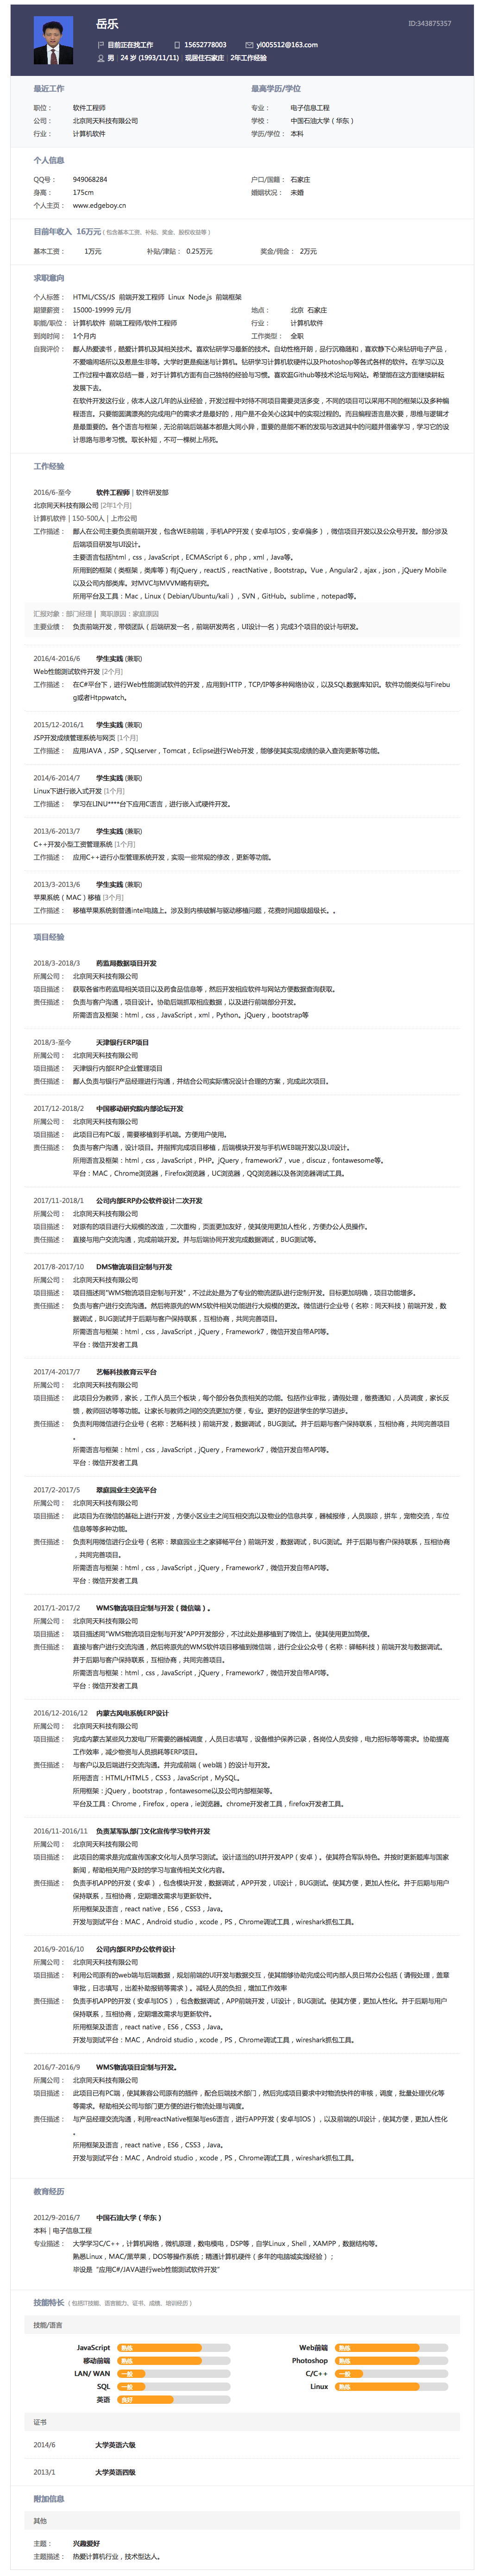 岳乐
ID:343875357
目前正在找工作 15652778003 yl005512@163.com
男 | 24 岁 (1993/11/11) | 现居住石家庄 | 2年工作经验
最近工作 最高学历/学位
职位： 软件工程师 专业： 电子信息工程
公司： 北京同天科技有限公司 学校： 中国石油大学（华东）
行业： 计算机软件 学历/学位： 本科
个人信息
QQ号： 949068284 户口/国籍： 石家庄
身高： 175cm 婚姻状况： 未婚
个人主页： www.edgeboy.cn
目前年收入 16万元 ( 包含基本工资、补贴、奖金、股权收益等 )
基本工资： 1万元 补贴/津贴： 0.25万元 奖金/佣金： 2万元
求职意向
个人标签： HTML/CSS/JS 前端开发工程师 Linux Node.js 前端框架
期望薪资： 15000-19999 元/月 地点： 北京 石家庄
职能/职位： 计算机软件 前端工程师/软件工程师 行业： 计算机软件
到岗时间： 1个月内 工作类型： 全职
自我评价： 鄙人热爱读书，酷爱计算机及其相关技术。喜欢钻研学习最新的技术。自幼性格开朗，品行沉稳随和，喜欢静下心来钻研电子产品，
不爱嘈闹场所以及惹是生非等。大学时更是痴迷与计算机。钻研学习计算机软硬件以及Photoshop等各式各样的软件。在学习以及
工作过程中喜欢总结一番，对于计算机方面有自己独特的经验与习惯。喜欢逛Github等技术论坛与网站。希望能在这方面继续耕耘
发展下去。
在软件开发这行业，依本人这几年的从业经验，开发过程中对待不同项目需要灵活多变，不同的项目可以采用不同的框架以及多种编
程语言。只要能圆满漂亮的完成用户的需求才是最好的，用户是不会关心这其中的实现过程的。而且编程语言是次要，思维与逻辑才
是最重要的。各个语言与框架，无论前端后端基本都是大同小异，重要的是能不断的发现与改进其中的问题并借鉴学习，学习它的设
计思路与思考习惯。取长补短，不可一棵树上吊死。
工作经验
2016/6-至今 软件工程师 | 软件研发部
北京同天科技有限公司 [2年1个月]
计算机软件 | 150-500人 | 上市公司
工作描述： 鄙人在公司主要负责前端开发，包含WEB前端，手机APP开发（安卓与IOS，安卓偏多），微信项目开发以及公众号开发。部分涉及
后端项目研发与UI设计。
主要语言包括html，css，JavaScript，ECMAScript 6，php，xml，Java等。
所用到的框架（类框架，类库等）有jQuery，reactUS，reactNative，Bootstrap。Vue，Angular2，ajax，json，jQuery Mobile
以及公司内部类库。对MVC与MVVM略有研究。
所用平台及工具：Mac，Linux（Debian/Ubuntu/kali），SVN，GitHub。sublime，notepad等。
汇报对象：部门经理 | 离职原因：家庭原因
主要业绩： 负责前端开发，带领团队（后端研发一名，前端研发两名，UI设计一名）完成3个项目的设计与研发。
2016/4-2016/6 学生实践 (兼职)
Web性能测试软件开发 [2个月]
工作描述： 在C#平台下，进行Web性能测试软件的开发，应用到HTTP，TCP/IP等多种网络协议，以及SQL数据库知识。软件功能类似与Firebu
g或者Htppwatch。
2015/12-2016/1 学生实践 (兼职)
JSP开发成绩管理系统与网页 [1个月]
工作描述： 应用JAVA，JSP，SQLserver，Tomcat，Eclipse进行Web开发，能够使其实现成绩的录入查询更新等功能。
2014/6-2014/7 学生实践 (兼职)
Linux下进行嵌入式开发 [1个月]
工作描述： 学习在LINU****台下应用C语言，进行嵌入式硬件开发。
2013/6-2013/7 学生实践 (兼职)
C++开发小型工资管理系统 [1个月]
工作描述： 应用C++进行小型管理系统开发，实现一些常规的修改，更新等功能。
2013/3-2013/6 学生实践 (兼职)
苹果系统（MAC）移植 [3个月]
工作描述： 移植苹果系统到普通intel电脑上。涉及到内核破解与驱动移植问题，花费时间超级超级长。。
项目经验
2018/3-2018/3 药监局数据项目开发
所属公司： 北京同天科技有限公司
项目描述： 获取各省市药监局相关项目以及药食品信息等，然后开发相应软件与网站方便数据查询获取。
责任描述： 负责与客户沟通，项目设计。协助后端抓取相应数据，以及进行前端部分开发。
所需语言及框架：html，css，JavaScript，xml，Python。jQuery，bootstrap等
2018/3-至今 天津银行ERP项目
所属公司： 北京同天科技有限公司
项目描述： 天津银行内部ERP企业管理项目
责任描述： 鄙人负责与银行产品经理进行沟通，并结合公司实际情况设计合理的方案，完成此次项目。
2017/12-2018/2 中国移动研究院内部论坛开发
所属公司： 北京同天科技有限公司
项目描述： 此项目已有PC版，需要移植到手机端。方便用户使用。
责任描述： 负责与客户沟通，设计项目。并指挥完成项目移植，后端模块开发与手机WEB端开发以及UI设计。
所用语言及框架：html，css，JavaScript，PHP。jQuery，framework7，vue，discuz，fontawesome等。
平台：MAC，Chrome浏览器，Firefox浏览器，UC浏览器，QQ浏览器以及各浏览器调试工具。
2017/11-2018/1 公司内部ERP办公软件设计二次开发
所属公司： 北京同天科技有限公司
项目描述： 对原有的项目进行大规模的改造，二次重构，页面更加友好，使其使用更加人性化，方便办公人员操作。
责任描述： 直接与用户交流沟通，完成前端开发。并与后端协同开发完成数据调试，BUG测试等。
2017/8-2017/10 DMS物流项目定制与开发
所属公司： 北京同天科技有限公司
项目描述： 项目描述同"WMS物流项目定制与开发"，不过此处是为了专业的物流团队进行定制开发。目标更加明确，项目功能增多。
责任描述： 负责与客户进行交流沟通。然后将原先的WMS软件相关功能进行大规模的更改。微信进行企业号（名称：同天科技）前端开发，数
据调试，BUG测试并于后期与客户保持联系，互相协商，共同完善项目。
所需语言与框架：html，css，JavaScript，jQuery，Framework7，微信开发自带API等。
平台：微信开发者工具
2017/4-2017/7 艺畅科技教育云平台
所属公司： 北京同天科技有限公司
项目描述： 此项目分为教师，家长，工作人员三个板块，每个部分各负责相关的功能。包括作业审批，请假处理，缴费通知，人员调度，家长反
馈，教师回访等等功能。让家长与教师之间的交流更加方便，专业。更好的促进学生的学习进步。
责任描述： 负责利用微信进行企业号（名称：艺畅科技）前端开发，数据调试，BUG测试。并于后期与客户保持联系，互相协商，共同完善项目
。
所需语言与框架：html，css，JavaScript，jQuery，Framework7，微信开发自带API等。
平台：微信开发者工具
2017/2-2017/5 翠庭园业主交流平台
所属公司： 北京同天科技有限公司
项目描述： 此项目为在微信的基础上进行开发，方便小区业主之间互相交流以及物业的信息共享，器械报修，人员跟踪，拼车，宠物交流，车位
信息等等多种功能。
责任描述： 负责利用微信进行企业号（名称：翠庭园业主之家驿畅平台）前端开发，数据调试，BUG测试。并于后期与客户保持联系，互相协商
，共同完善项目。
所需语言与框架：html，css，JavaScript，jQuery，Framework7，微信开发自带API等。
平台：微信开发者工具
2017/1-2017/2 WMS物流项目定制与开发（微信端）。
所属公司： 北京同天科技有限公司
项目描述： 项目描述同"WMS物流项目定制与开发"APP开发部分，不过此处是移植到了微信上。使其使用更加简便。
责任描述： 直接与客户进行交流沟通，然后将原先的WMS软件项目移植到微信端，进行企业公众号（名称：驿畅科技）前端开发与数据调试。
并于后期与客户保持联系，互相协商，共同完善项目。
所需语言与框架：html，css，JavaScript，jQuery，Framework7，微信开发自带API等。
平台：微信开发者工具
2016/12-2016/12 内蒙古风电系统ERP设计
所属公司： 北京同天科技有限公司
项目描述： 完成内蒙古某些风力发电厂所需要的器械调度，人员日志填写，设备维护保养记录，各岗位人员安排，电力招标等等需求。协助提高
工作效率，减少物资与人员损耗等ERP项目。
责任描述： 与客户以及后端进行交流沟通。并完成前端（web端）的设计与开发。
所用语言：HTML/HTML5，CSS3，JavaScript，MySQL。
所用框架：jQuery，bootstrap，fontawesome以及公司内部框架等。
平台及工具：Chrome，Firefox，opera，ie浏览器。chrome开发者工具，firefox开发者工具。
2016/11-2016/11 负责某军队部门文化宣传学习软件开发
所属公司： 北京同天科技有限公司
项目描述： 此项目的需求是完成宣传国家文化与人员学习测试。设计适当的UI并开发APP（安卓）。使其符合军队特色。并按时更新题库与国家
新闻，帮助相关用户及时的学习与宣传相关文化内容。
责任描述： 负责手机APP的开发（安卓），包含模块开发，数据调试，APP开发，UI设计，BUG测试。使其方便，更加人性化。并于后期与用户
保持联系，互相协商，定期增改需求与更新软件。
所用框架及语言，react native，ES6，CSS3，Java。
开发与测试平台：MAC，Android studio，xcode，PS，Chrome调试工具，wireshark抓包工具。
2016/9-2016/10 公司内部ERP办公软件设计
所属公司： 北京同天科技有限公司
项目描述： 利用公司原有的web端与后端数据，规划前端的UI开发与数据交互，使其能够协助完成公司内部人员日常办公包括（请假处理，盖章
审批，日志填写，出差补助报销等需求）。减轻人员的负担，增加工作效率
责任描述： 负责手机APP的开发（安卓与IOS），包含数据调试，APP前端开发，UI设计，BUG测试。使其方便，更加人性化。并于后期与用户
保持联系，互相协商，定期增改需求与更新软件。
所用框架及语言，react native，ES6，CSS3，Java。
开发与测试平台：MAC，Android studio，xcode，PS，Chrome调试工具，wireshark抓包工具。
2016/7-2016/9 WMS物流项目定制与开发。
所属公司： 北京同天科技有限公司
项目描述： 此项目已有PC端，使其兼容公司原有的插件，配合后端技术部门，然后完成项目要求中对物流快件的审核，调度，批量处理优化等
等需求。帮助相关公司与部门更方便的进行物流处理与调度。
责任描述： 与产品经理交流沟通，利用reactNative框架与es6语言，进行APP开发（安卓与IOS），以及前端的UI设计，使其方便，更加人性化
。
所用框架及语言，react native，ES6，CSS3，Java。
开发与测试平台：MAC，Android studio，xcode，PS，Chrome调试工具，wireshark抓包工具。
教育经历
2012/9-2016/7 中国石油大学（华东）
本科 | 电子信息工程
专业描述： 大学学习C/C++，计算机网络，微机原理，数电模电，DSP等，自学Linux，Shell，XAMPP，数据结构等。
熟悉Linux，MAC/黑苹果，DOS等操作系统；精通计算机硬件（多年的电脑城实践经验）；
毕设是“应用C#/JAVA进行web性能测试软件开发”
技能特长 ( 包括IT技能、语言能力、证书、成绩、培训经历 )
技能/语言
JavaScript 熟练 Web前端 熟练
移动前端 熟练 Photoshop 熟练
LAN/ WAN 一般 C/C++ 一般
SQL 一般 Linux 熟练
英语 良好
证书
2014/6 大学英语六级
2013/1 大学英语四级
附加信息
其他
主题： 兴趣爱好
主题描述： 热爱计算机行业，技术型达人。